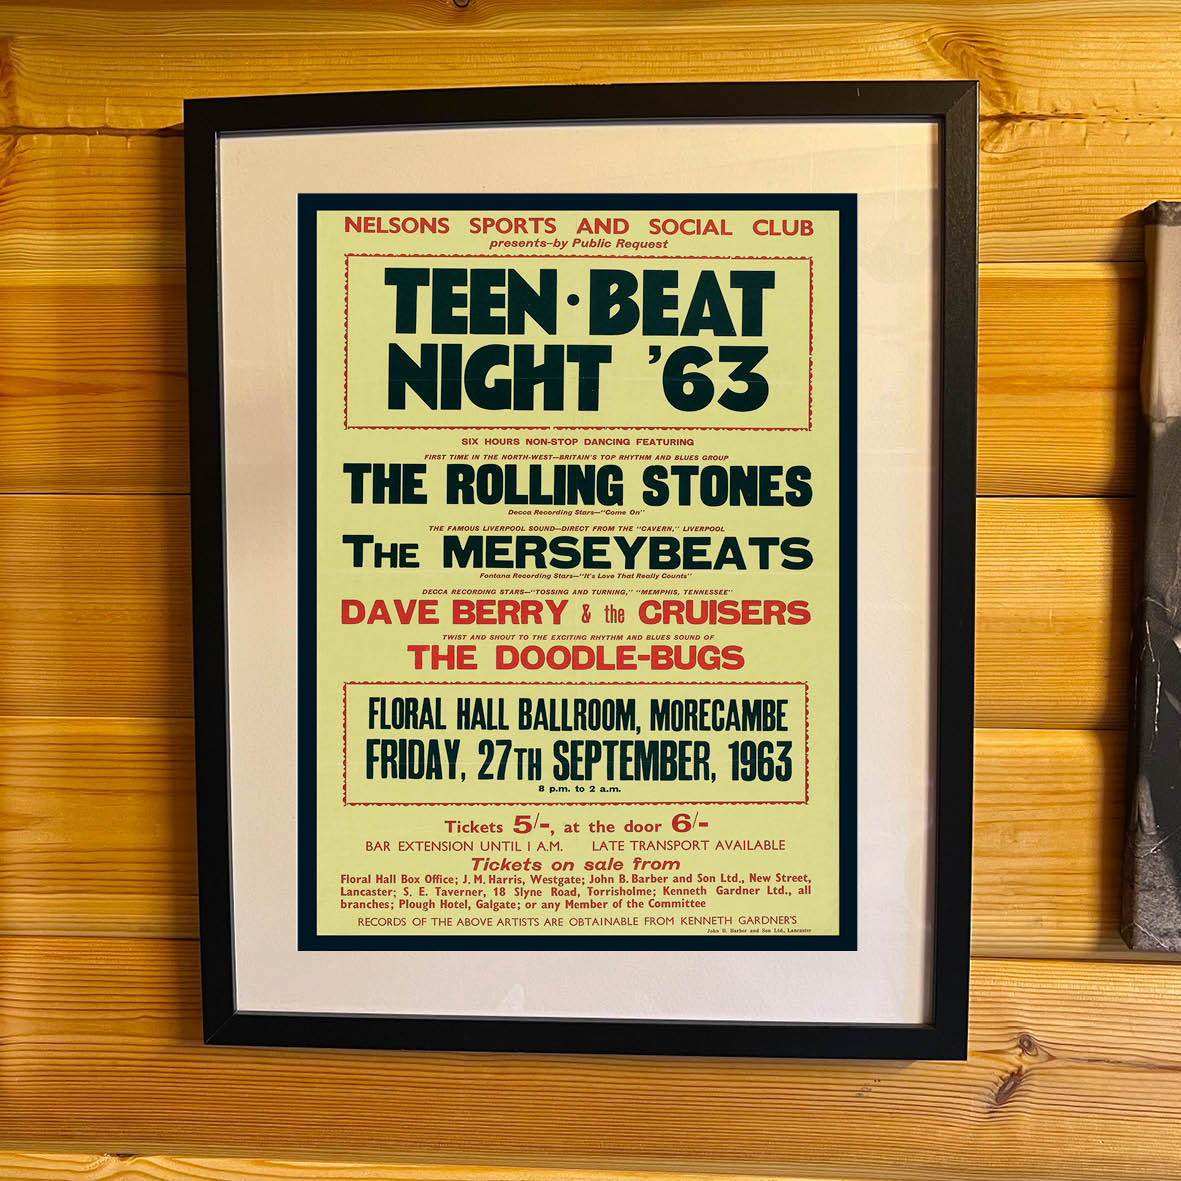 NELSONS SPORTS AND SOCIAL CLUB
presents–by Public Request
TEEN·BEAT
NIGHT '63
SIX HOURS NON-STOP DANCING FEATURING
FIRST TIME IN THE NORTH-WEST—BRITAIN'S TOP RHYTHM AND BLUES GROUP
THE ROLLING STONES
Decca Recording Stars—"Come On"
THE FAMOUS LIVERPOOL SOUND—DIRECT FROM THE "CAVERN," LIVERPOOL
THE MERSEYBEATS
Fontana Recording Stars—"It's Love That Really Counts"
DECCA RECORDING STARS—"TOSSING AND TURNING," "MEMPHIS, TENNESSEE"
DAVE BERRY & the CRUISERS
TWIST AND SHOUT TO THE EXCITING RHYTHM AND BLUES SOUND OF
THE DOODLE-BUGS
FLORAL HALL BALLROOM, MORECAMBE
FRIDAY, 27TH SEPTEMBER, 1963
8 p.m. to 2 a.m.
Tickets 5/-, at the door 6/-
BAR EXTENSION UNTIL 1 A.M. LATE TRANSPORT AVAILABLE
Tickets on sale from
Floral Hall Box Office; J. M. Harris, Westgate; John B. Barber and Son Ltd., New Street,
Lancaster; S. E. Taverner, 18 Slyne Road, Torrisholme; Kenneth Gardner Ltd., all
branches; Plough Hotel, Galgate; or any Member of the Committee
RECORDS OF THE ABOVE ARTISTS ARE OBTAINABLE FROM KENNETH GARDNER'S
John B. Barber and Son Ltd., Lancaster